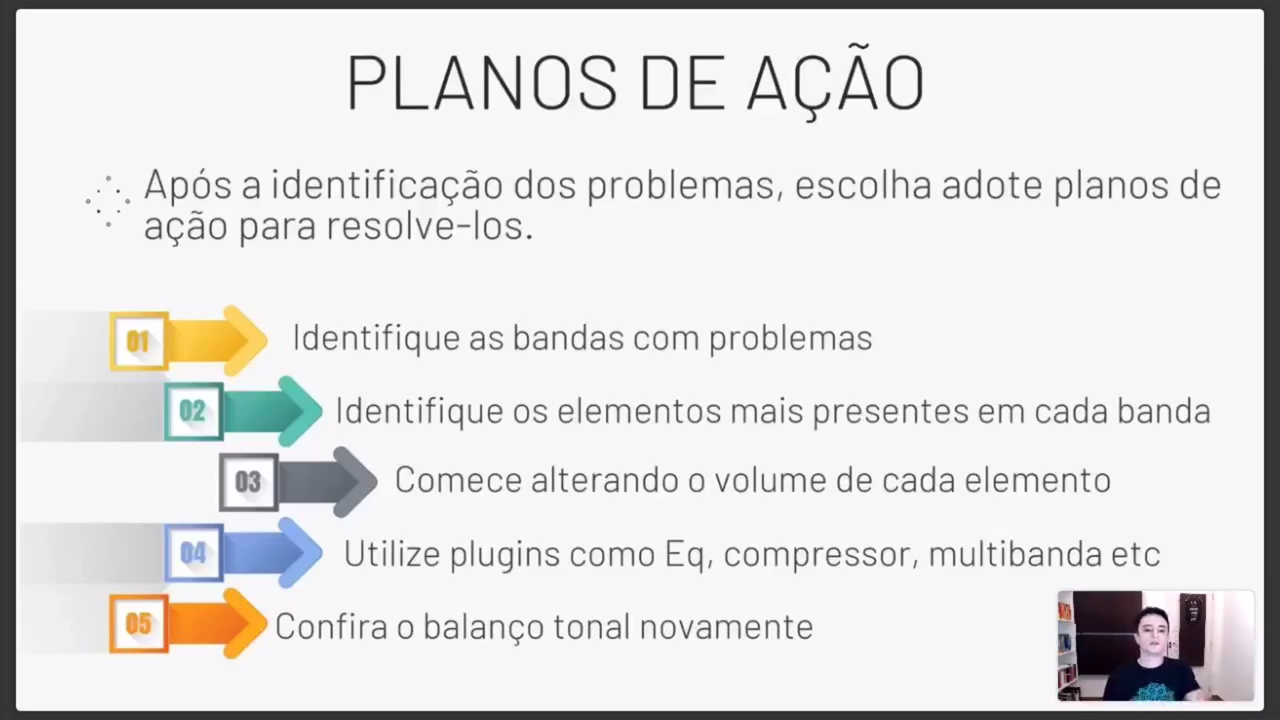 PLANOS DE AÇÃO
Após a identificação dos problemas, escolha adote planos de
ação para resolve-los.
01 Identifique as bandas com problemas
02 Identifique os elementos mais presentes em cada banda
03 Comece alterando o volume de cada elemento
04 Utilize plugins como Eq, compressor, multibanda etc
05 Confira o balanço tonal novamente